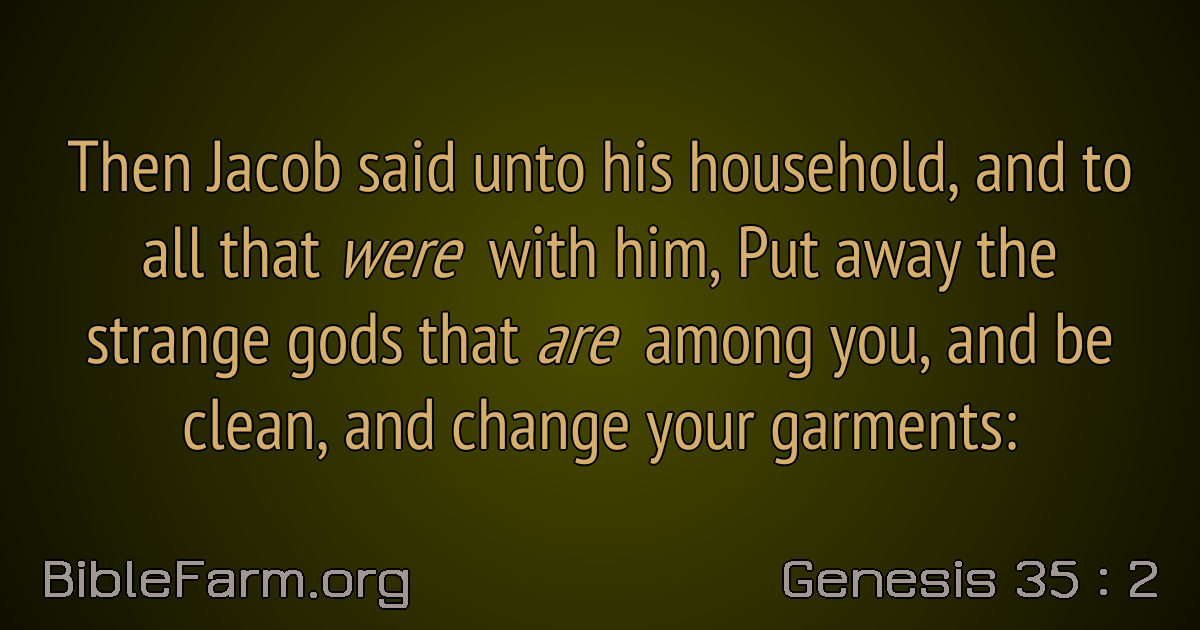 Then Jacob said unto his household, and to
all that were with him, Put away the
strange gods that are among you, and be
clean, and change your garments:
BibleFarm.org
Genesis 35 : 2